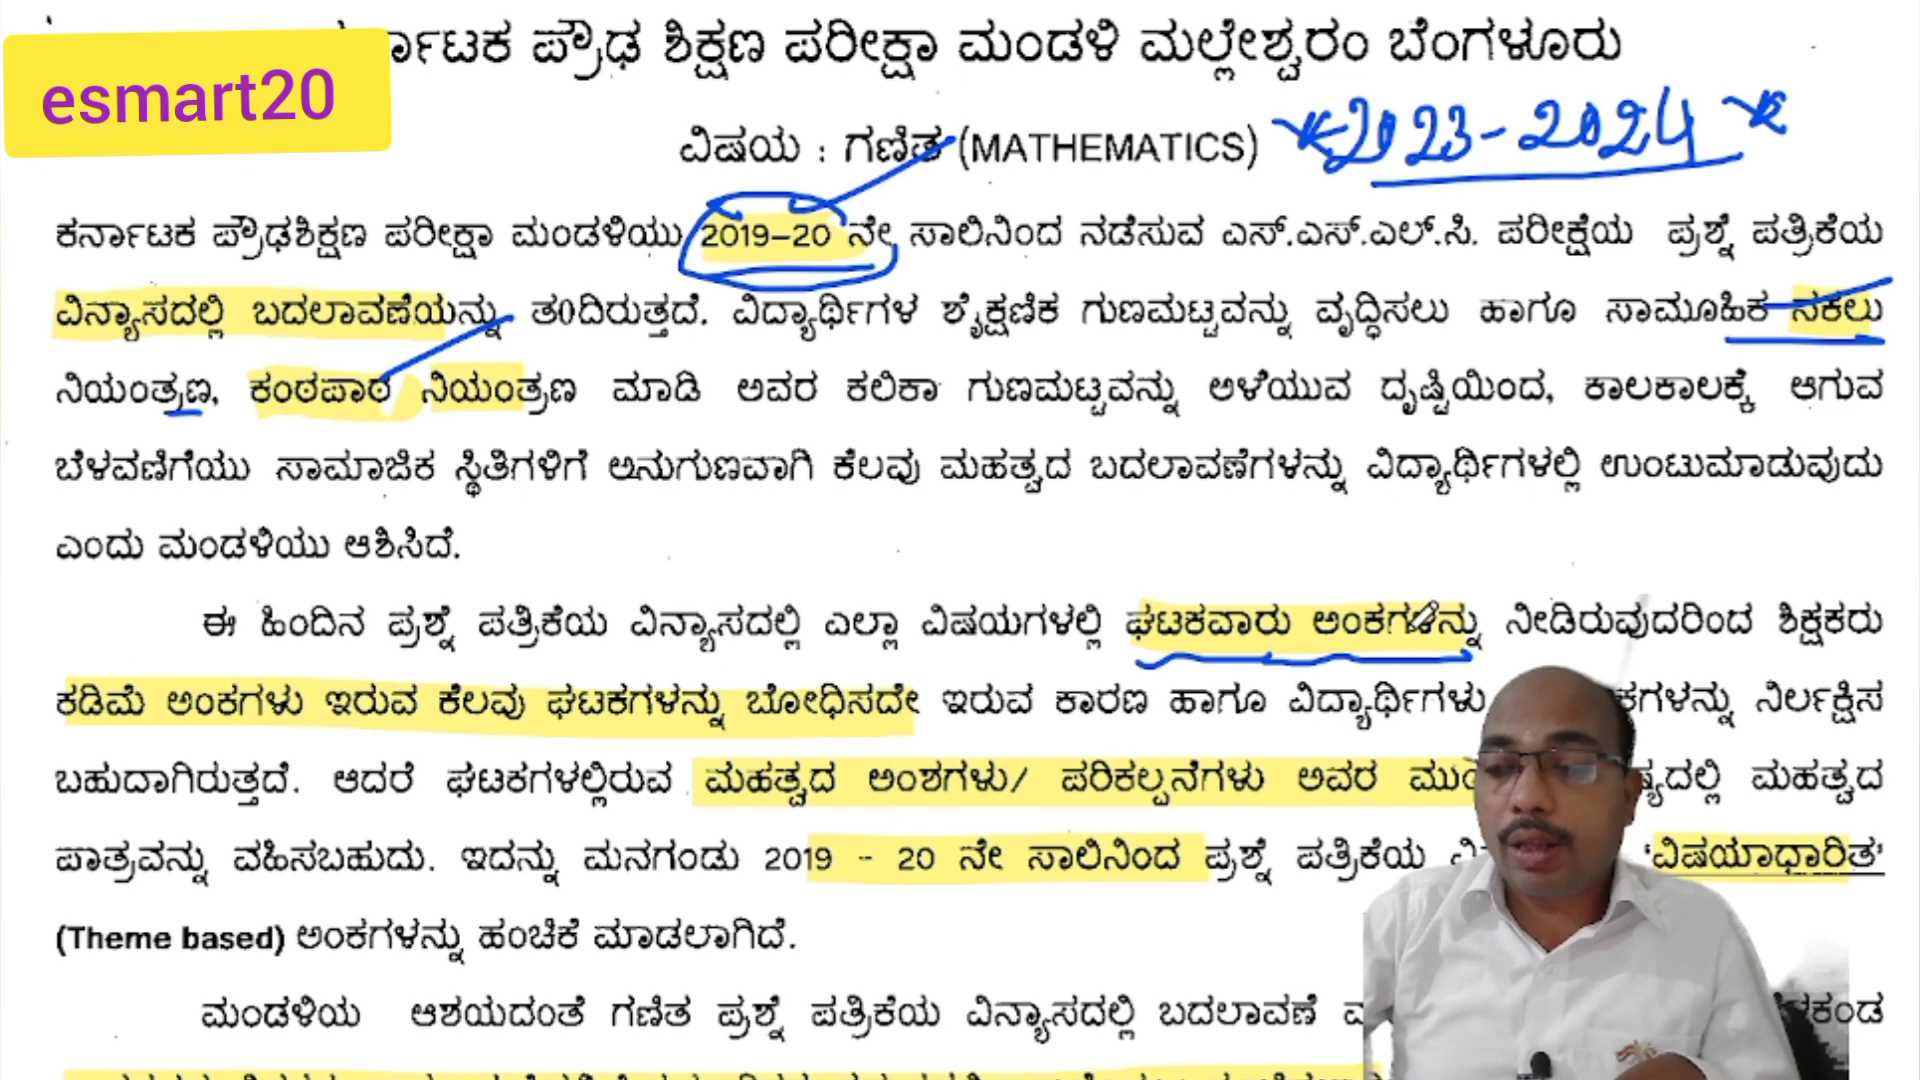 esmart20
ಪ್ರೌಢ ಶಿಕ್ಷಣ ಪರೀಕ್ಷಾ ಮಂಡಳಿ ಮಲ್ಲೇಶ್ವರಂ ಬೆಂಗಳೂರು
ವಿಷಯ : ಗಣಿತ (MATHEMATICS) 2023-2024
ಕರ್ನಾಟಕ ಪ್ರೌಢಶಿಕ್ಷಣ ಪರೀಕ್ಷಾ ಮಂಡಳಿಯು 2019–20 ನೇ ಸಾಲಿನಿಂದ ನಡೆಸುವ ಎಸ್.ಎಸ್.ಎಲ್.ಸಿ. ಪರೀಕ್ಷೆಯ ಪ್ರಶ್ನೆ ಪತ್ರಿಕೆಯ
ವಿನ್ಯಾಸದಲ್ಲಿ ಬದಲಾವಣೆಯನ್ನು ತಂದಿರುತ್ತದೆ. ವಿದ್ಯಾರ್ಥಿಗಳ ಶೈಕ್ಷಣಿಕ ಗುಣಮಟ್ಟವನ್ನು ವೃದ್ಧಿಸಲು ಹಾಗೂ ಸಾಮೂಹಿಕ ನಕಲು
ನಿಯಂತ್ರಣ, ಕಂಠಪಾಠ ನಿಯಂತ್ರಣ ಮಾಡಿ ಅವರ ಕಲಿಕಾ ಗುಣಮಟ್ಟವನ್ನು ಅಳೆಯುವ ದೃಷ್ಟಿಯಿಂದ, ಕಾಲಕಾಲಕ್ಕೆ ಆಗುವ
ಬೆಳವಣಿಗೆಯು ಸಾಮಾಜಿಕ ಸ್ಥಿತಿಗಳಿಗೆ ಅನುಗುಣವಾಗಿ ಕೆಲವು ಮಹತ್ವದ ಬದಲಾವಣೆಗಳನ್ನು ವಿದ್ಯಾರ್ಥಿಗಳಲ್ಲಿ ಉಂಟುಮಾಡುವುದು
ಎಂದು ಮಂಡಳಿಯು ಆಶಿಸಿದೆ.
ಈ ಹಿಂದಿನ ಪ್ರಶ್ನೆ ಪತ್ರಿಕೆಯ ವಿನ್ಯಾಸದಲ್ಲಿ ಎಲ್ಲಾ ವಿಷಯಗಳಲ್ಲಿ ಘಟಕವಾರು ಅಂಕಗಳನ್ನು ನೀಡಿರುವುದರಿಂದ ಶಿಕ್ಷಕರು
ಕಡಿಮೆ ಅಂಕಗಳು ಇರುವ ಕೆಲವು ಘಟಕಗಳನ್ನು ಬೋಧಿಸದೇ ಇರುವ ಕಾರಣ ಹಾಗೂ ವಿದ್ಯಾರ್ಥಿಗಳು ನಿರ್ಲಕ್ಷಿಸ
ಬಹುದಾಗಿರುತ್ತದೆ. ಆದರೆ ಘಟಕಗಳಲ್ಲಿರುವ ಮಹತ್ವದ ಅಂಶಗಳು/ ಪರಿಕಲ್ಪನೆಗಳು ಅವರ ಮಹತ್ವದ
ಪಾತ್ರವನ್ನು ವಹಿಸಬಹುದು. ಇದನ್ನು ಮನಗಂಡು 2019 - 20 ನೇ ಸಾಲಿನಿಂದ ಪ್ರಶ್ನೆ ಪತ್ರಿಕೆಯ 'ವಿಷಯಾಧಾರಿತ'
(Theme based) ಅಂಕಗಳನ್ನು ಹಂಚಿಕೆ ಮಾಡಲಾಗಿದೆ.
ಮಂಡಳಿಯ ಆಶಯದಂತೆ ಗಣಿತ ಪ್ರಶ್ನೆ ಪತ್ರಿಕೆಯ ವಿನ್ಯಾಸದಲ್ಲಿ ಬದಲಾವಣೆ